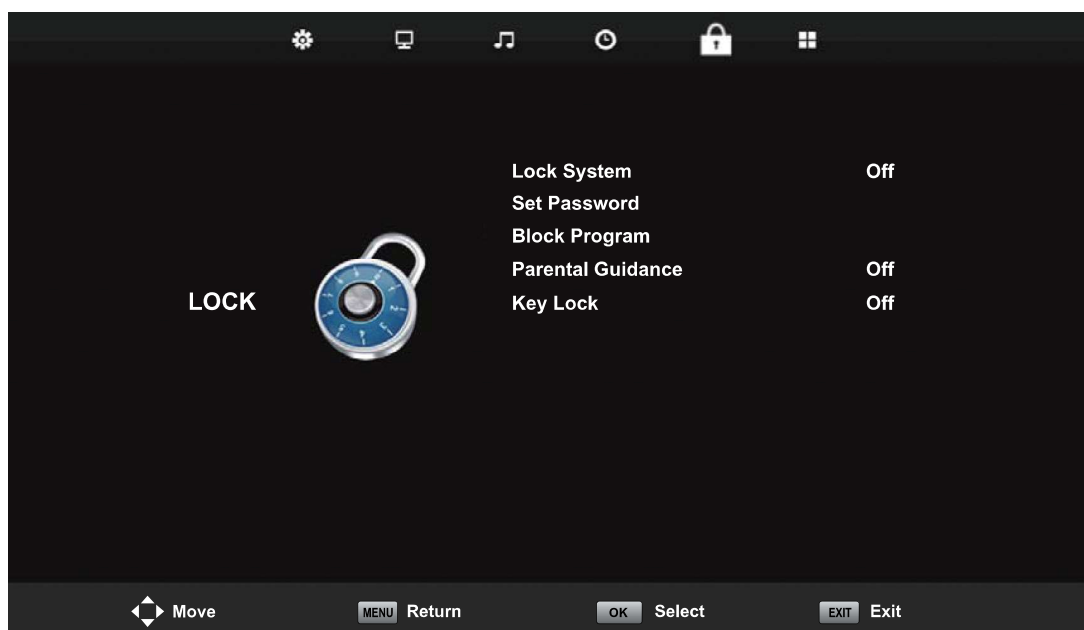 Lock System Off
Set Password
Block Program
Parental Guidance Off
LOCK
Key Lock Off
Move MENU Return OK Select EXIT Exit